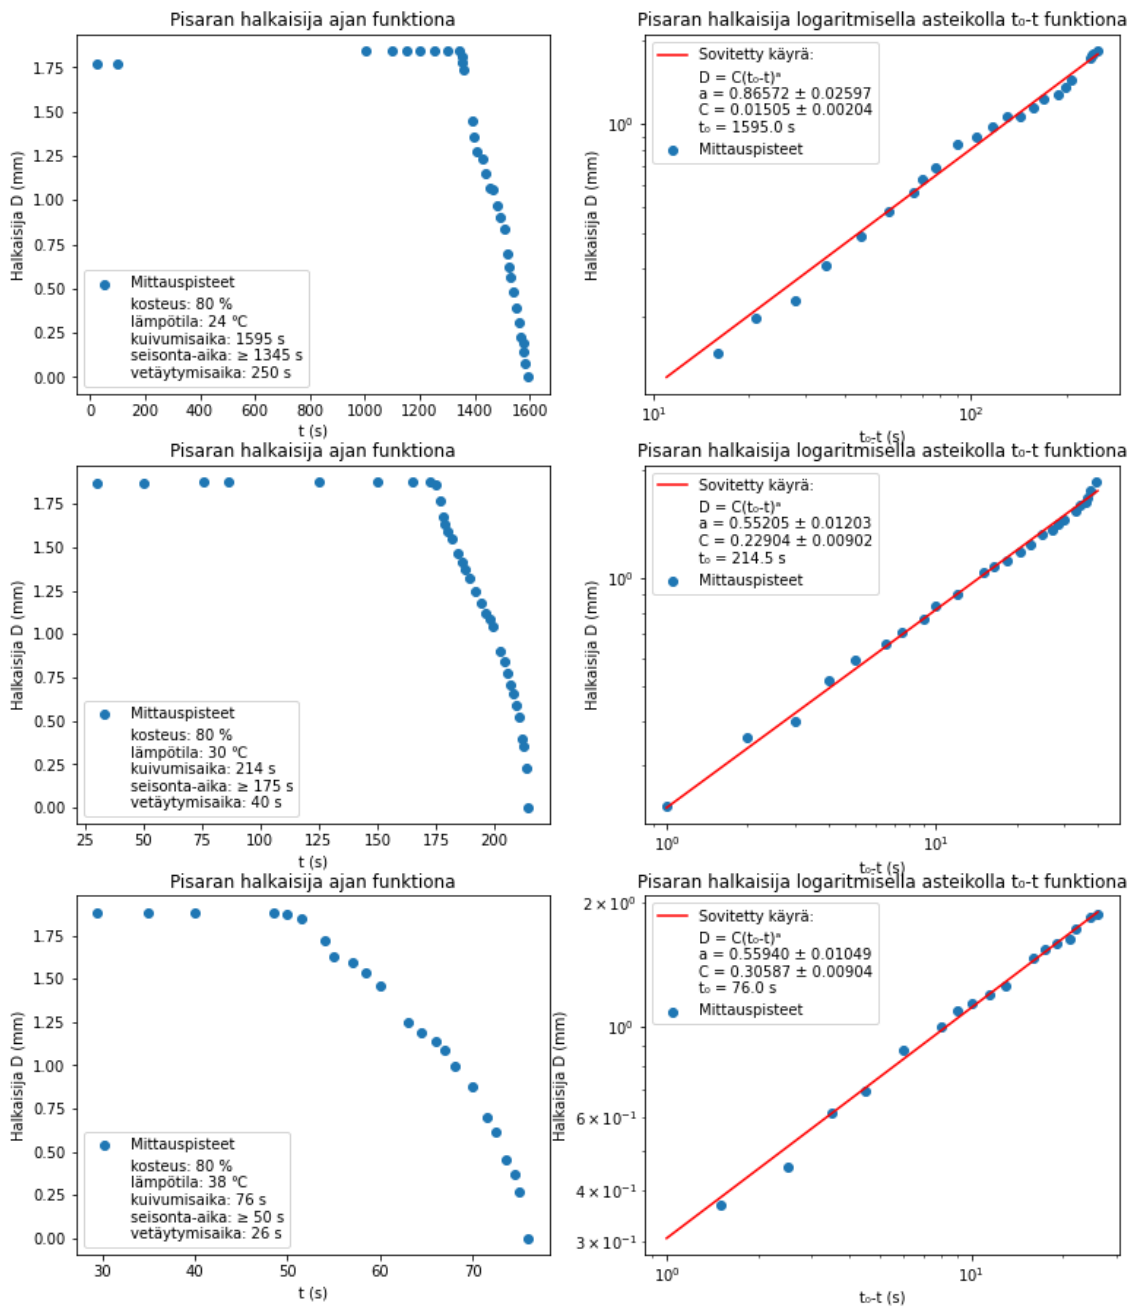 Pisaran halkaisija ajan funktiona
Halkaisija D (mm)
1.75
1.50
1.25
1.00
0.75
0.50
0.25
0.00
Mittauspisteet
kosteus: 80 %
lämpötila: 24 °C
kuivumisaika: 1595 s
seisonta-aika: ≥ 1345 s
vetäytymisaika: 250 s
0 200 400 600 800 1000 1200 1400 1600
t (s)
Pisaran halkaisija logaritmisella asteikolla t₀-t funktiona
Halkaisija D (mm)
10⁰
Sovitettu käyrä:
D = C(t₀-t)ᵃ
a = 0.86572 ± 0.02597
C = 0.01505 ± 0.00204
t₀ = 1595.0 s
Mittauspisteet
10¹ 10²
t₀-t (s)
Pisaran halkaisija ajan funktiona
Halkaisija D (mm)
1.75
1.50
1.25
1.00
0.75
0.50
0.25
0.00
Mittauspisteet
kosteus: 80 %
lämpötila: 30 °C
kuivumisaika: 214 s
seisonta-aika: ≥ 175 s
vetäytymisaika: 40 s
25 50 75 100 125 150 175 200
t (s)
Pisaran halkaisija logaritmisella asteikolla t₀-t funktiona
Halkaisija D (mm)
10⁰
Sovitetty käyrä:
D = C(t₀-t)ᵃ
a = 0.55205 ± 0.01203
C = 0.22904 ± 0.00902
t₀ = 214.5 s
Mittauspisteet
10⁰ 10¹
t₀-t (s)
Pisaran halkaisija ajan funktiona
Halkaisija D (mm)
1.75
1.50
1.25
1.00
0.75
0.50
0.25
0.00
Mittauspisteet
kosteus: 80 %
lämpötila: 38 °C
kuivumisaika: 76 s
seisonta-aika: ≥ 50 s
vetäytymisaika: 26 s
30 40 50 60 70
t (s)
Pisaran halkaisija logaritmisella asteikolla t₀-t funktiona
Halkaisija D (mm)
2 × 10⁰
10⁰
6 × 10⁻¹
4 × 10⁻¹
3 × 10⁻¹
Sovitetty käyrä:
D = C(t₀-t)ᵃ
a = 0.55940 ± 0.01049
C = 0.30587 ± 0.00904
t₀ = 76.0 s
Mittauspisteet
10⁰ 10¹
t₀-t (s)